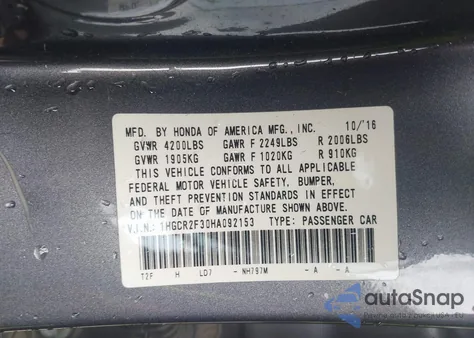 MFD. BY HONDA OF AMERICA MFG., INC. 10/16
GVWR 4200LBS GAWR F 2249LBS R 2006LBS
GVWR 1905KG GAWR F 1020KG R 910KG
THIS VEHICLE CONFORMS TO ALL APPLICABLE
FEDERAL MOTOR VEHICLE SAFETY, BUMPER,
AND THEFT PREVENTION STANDARDS IN EFFECT
ON THE DATE OF MANUFACTURE SHOWN ABOVE.
V.I.N.: 1HGCR2F30HA092153 TYPE: PASSENGER CAR
T2F H LD7 - NH797M -A -A
autoSnap